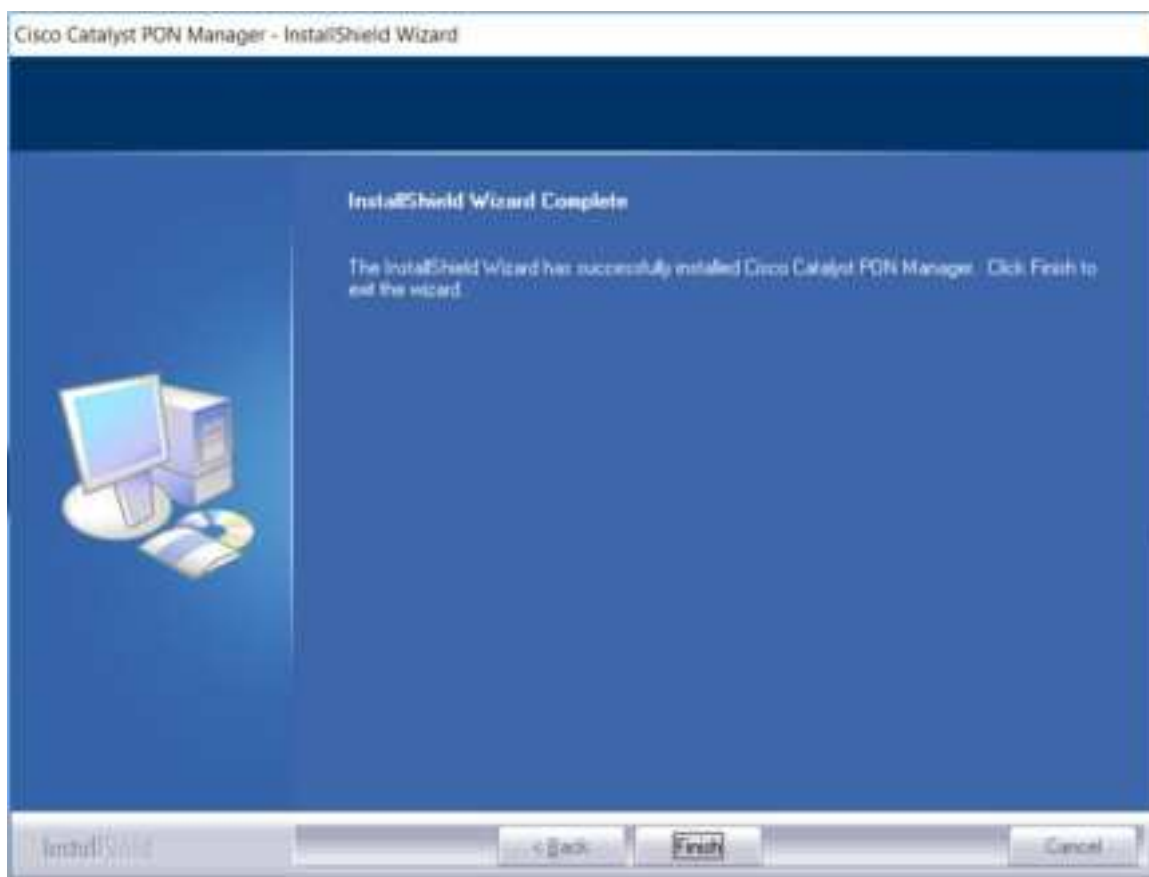 Cisco Catalyst PON Manager - InstallShield Wizard
InstallShield Wizard Complete
The InstallShield Wizard has successfully installed Cisco Catalyst PON Manager. Click Finish to
exit the wizard.
InstallShield
< Back
Finish
Cancel